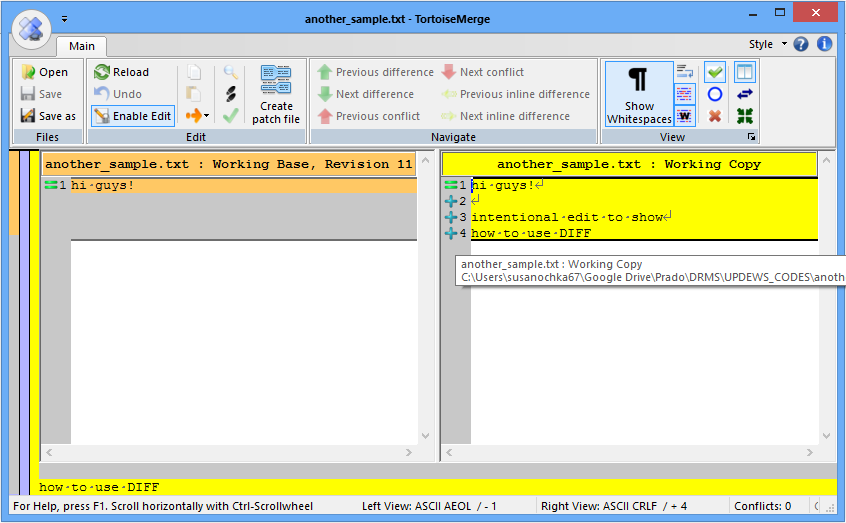 another_sample.txt - TortoiseMerge
Main
Style
Open
Save
Save as
Files
Reload
Undo
Enable Edit
Create
patch file
Edit
Previous difference
Next difference
Previous conflict
Next conflict
Previous inline difference
Next inline difference
Navigate
Show
Whitespaces
W
View
another_sample.txt : Working Base, Revision 11
1 hi·guys!
another_sample.txt : Working Copy
1 hi·guys!↵
2 ↵
3 intentional·edit·to·show↵
4 how·to·use·DIFF
another_sample.txt : Working Copy
C:\Users\susanochka67\Google Drive\Prado\DRMS\UPDEWS_CODES\anoth
how·to·use·DIFF
For Help, press F1. Scroll horizontally with Ctrl-Scrollwheel
Left View: ASCII AEOL / - 1
Right View: ASCII CRLF / + 4
Conflicts: 0